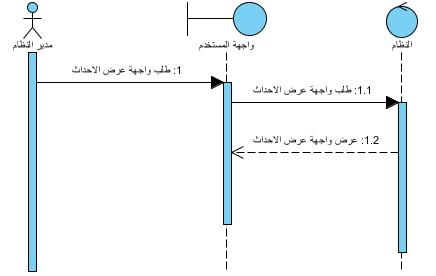 مدير النظام
واجهة المستخدم
النظام
1: طلب واجهة عرض الاحداث
1.1: طلب واجهة عرض الاحداث
1.2: عرض واجهة عرض الاحداث